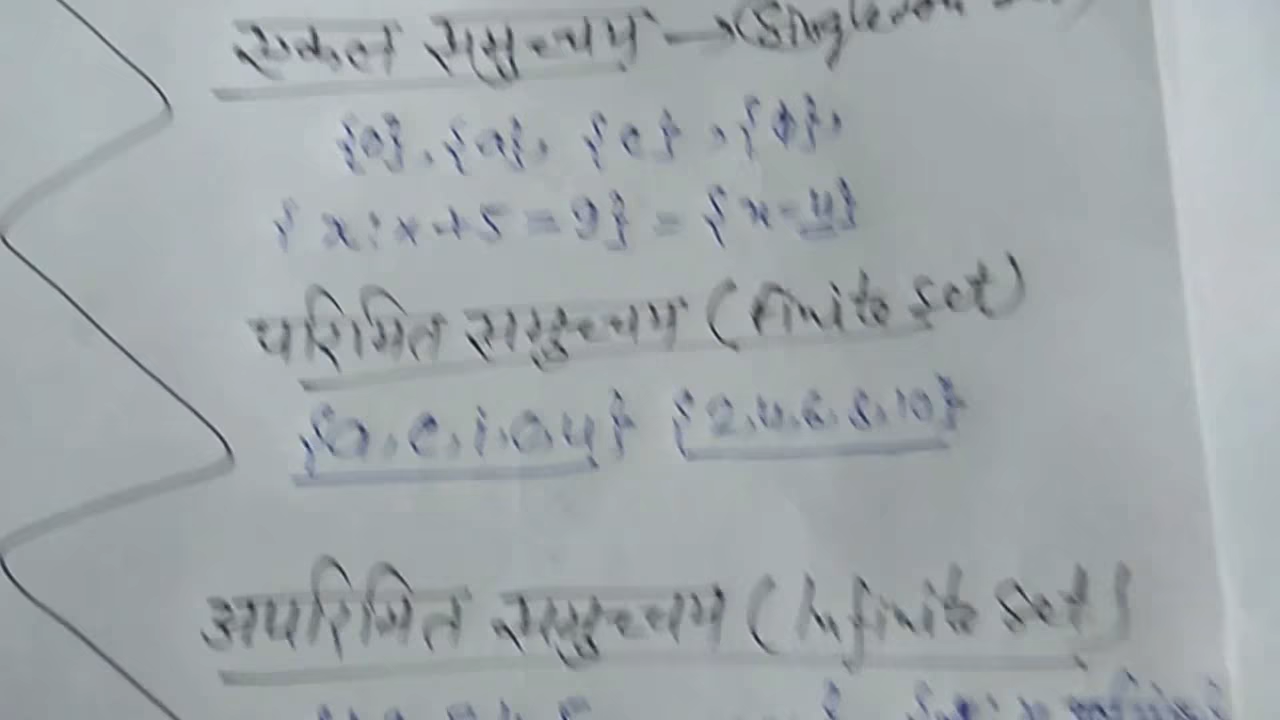 एकल समुच्चय → (Singleton
{0}, {a}, {e}, {ϕ},
{x : x + 5 = 9} = {x = 4}
परिमित समुच्चय (Finite Set)
{a, e, i, o, u} {2, 4, 6, 8, 10}
अपरिमित समुच्चय (Infinite Set)